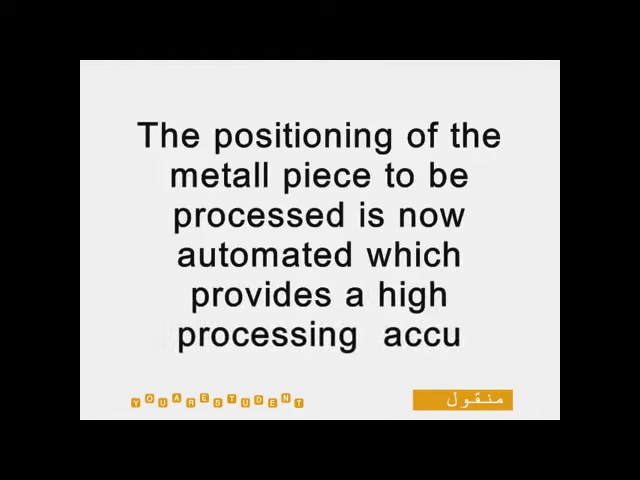 The positioning of the
metall piece to be
processed is now
automated which
provides a high
processing accu
YOUARESTUDENT
منقول